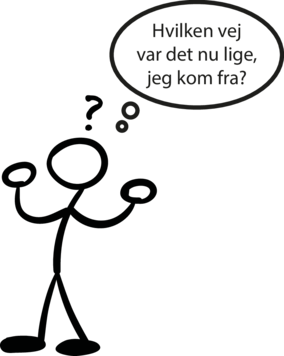 Hvilken vej
var det nu lige,
jeg kom fra?
?